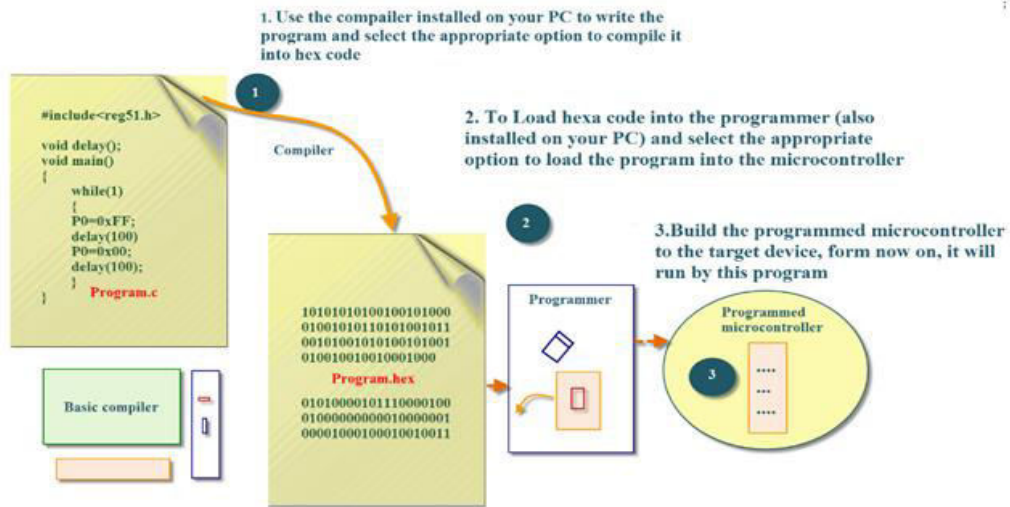 1. Use the compailer installed on your PC to write the
program and select the appropriate option to compile it
into hex code
1
Compiler
#include<reg51.h>
void delay();
void main()
{
while(1)
{
P0=0xFF;
delay(100)
P0=0x00;
delay(100);
}
}
Program.c
2. To Load hexa code into the programmer (also
installed on your PC) and select the appropriate
option to load the program into the microcontroller
2
3.Build the programmed microcontroller
to the target device, form now on, it will
run by this program
Basic compiler
10101010100100101000
01001010110101001011
00101001010100101001
010010010010001000
Program.hex
01010000101110000100
01000000000010000001
00001000100010010011
Programmer
Programmed
microcontroller
3